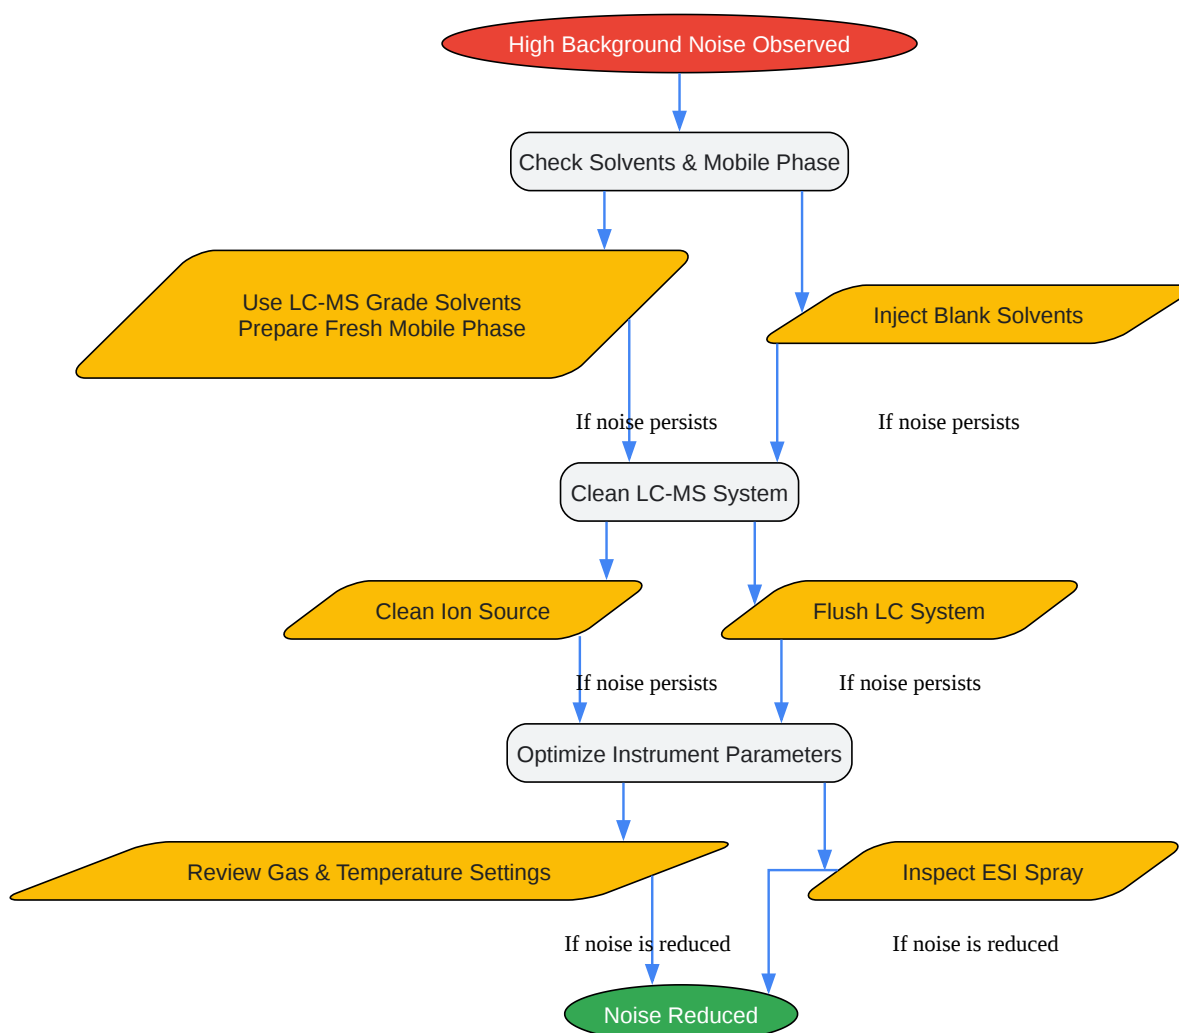 High Background Noise Observed
Check Solvents & Mobile Phase
Use LC-MS Grade Solvents
Prepare Fresh Mobile Phase
Inject Blank Solvents
If noise persists
If noise persists
Clean LC-MS System
Clean Ion Source
Flush LC System
If noise persists
If noise persists
Optimize Instrument Parameters
Review Gas & Temperature Settings
Inspect ESI Spray
If noise is reduced
If noise is reduced
Noise Reduced